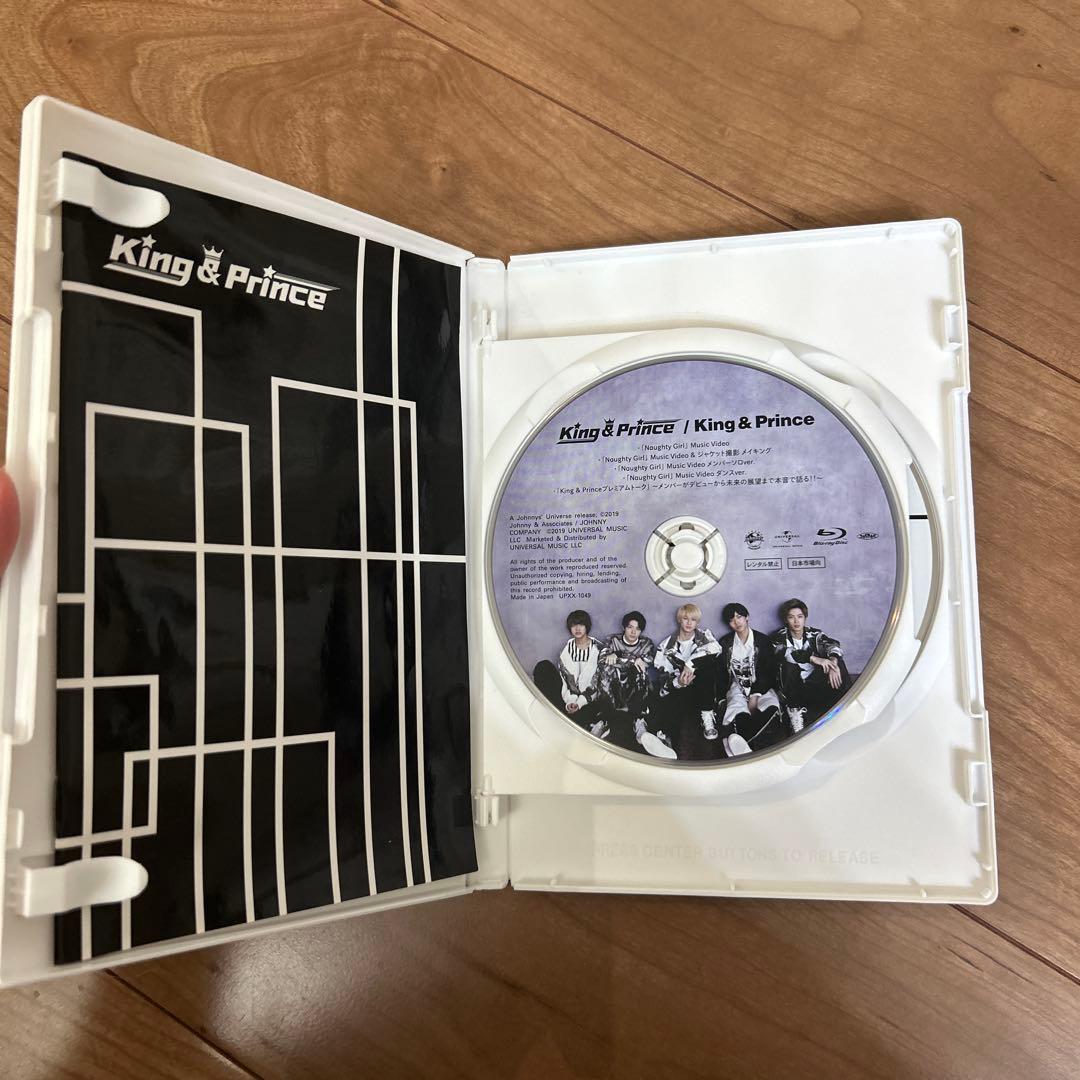 King & Prince
King & Prince / King & Prince
・「Naughty Girl」 Music Video
・「Naughty Girl」 Music Video & ジャケット撮影 メイキング
・「Naughty Girl」 Music Video メンバーソロver.
・「Naughty Girl」 Music Video ダンスver.
・「King & Princeプレミアムトーク」 ～メンバーがデビューから未来の展望まで本音で語る!!～
A Johnnys' Universe release; ©2019
Johnny & Associates / JOHNNY
COMPANY ©2019 UNIVERSAL MUSIC
LLC Marketed & Distributed by
UNIVERSAL MUSIC LLC
All rights of the producer and of the
owner of the work reproduced reserved.
Unauthorized copying, hiring, lending,
public performance and broadcasting of
this record prohibited.
Made in Japan UPXX-1049
UNIVERSAL
Blu-ray Disc
レンタル禁止 日本市場向
PRESS CENTER BUTTONS TO RELEASE